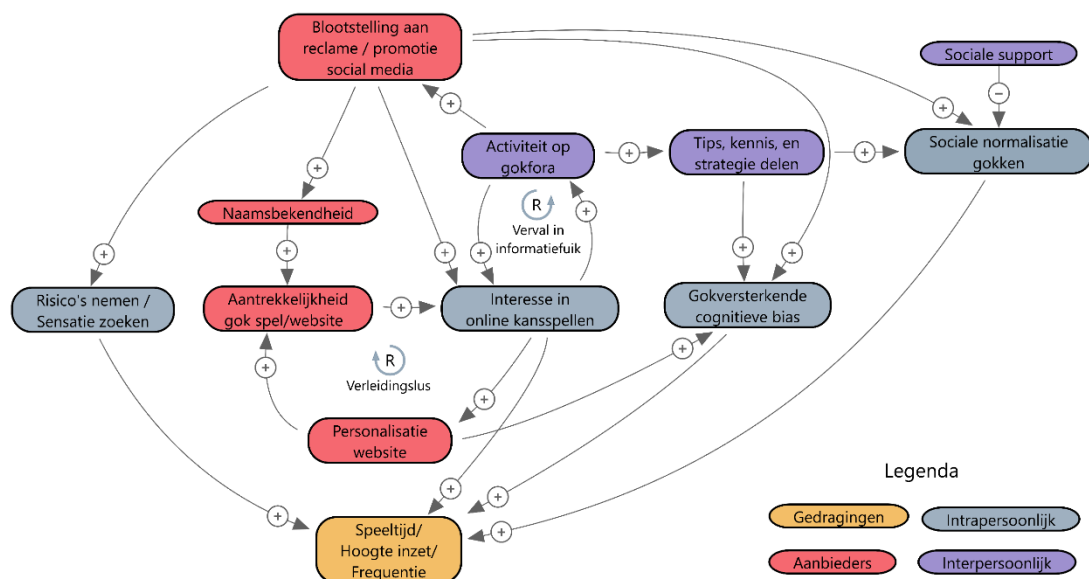 Blootstelling aan
reclame / promotie
social media
Sociale support
+
+
−
Activiteit op
gokfora
+
Tips, kennis, en
strategie delen
+
Sociale normalisatie
gokken
+
Naamsbekendheid
R
Verval in
informatiefuik
+
+
+
+
+
+
+
Risico's nemen /
Sensatie zoeken
Aantrekkelijkheid
gok spel/website
+
Interesse in
online kansspellen
Gokversterkende
cognitieve bias
+
R
Verleidingslus
+
+
Personalisatie
website
Legenda
+
+
+
+
Speeltijd/
Hoogte inzet/
Frequentie
Gedragingen
Intrapersoonlijk
Aanbieders
Interpersoonlijk